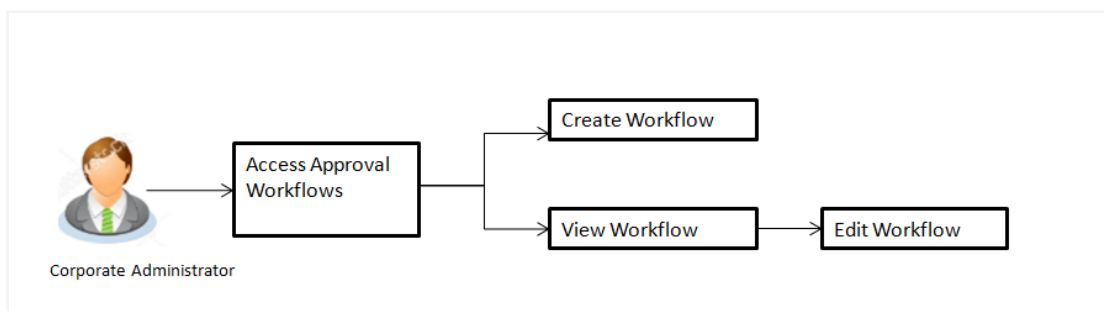 Create Workflow
Access Approval
Workflows
View Workflow
Edit Workflow
Corporate Administrator